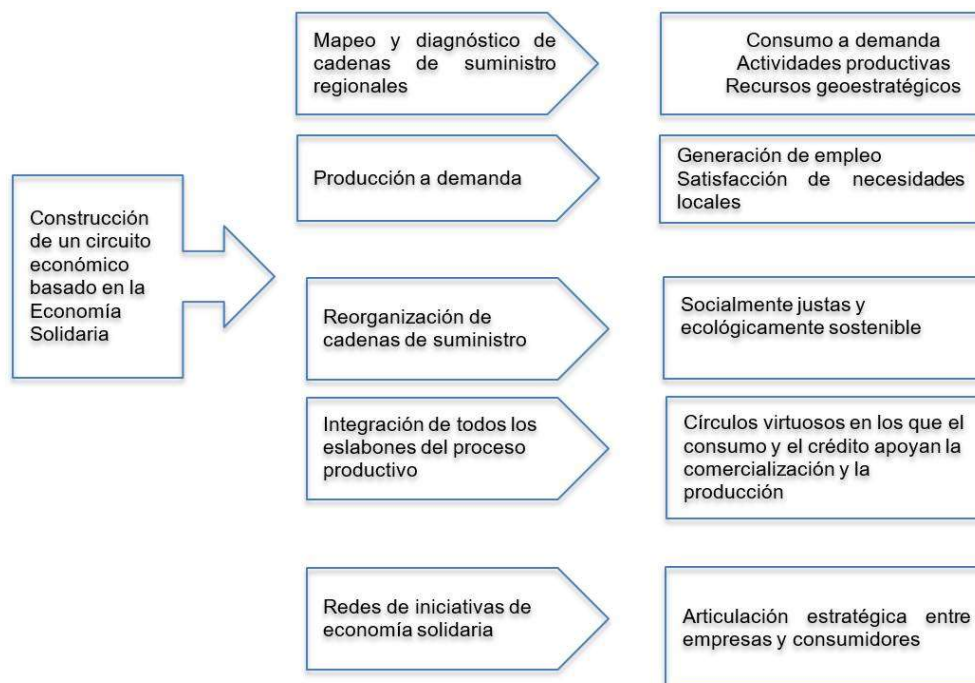 Construcción
de un circuito
económico
basado en la
Economía
Solidaria
Mapeo y diagnóstico de
cadenas de suministro
regionales
Consumo a demanda
Actividades productivas
Recursos geoestratégicos
Producción a demanda
Generación de empleo
Satisfacción de necesidades
locales
Reorganización de
cadenas de suministro
Socialmente justas y
ecológicamente sostenible
Integración de todos los
eslabones del proceso
productivo
Círculos virtuosos en los que el
consumo y el crédito apoyan la
comercialización y la
producción
Redes de iniciativas de
economía solidaria
Articulación estratégica entre
empresas y consumidores